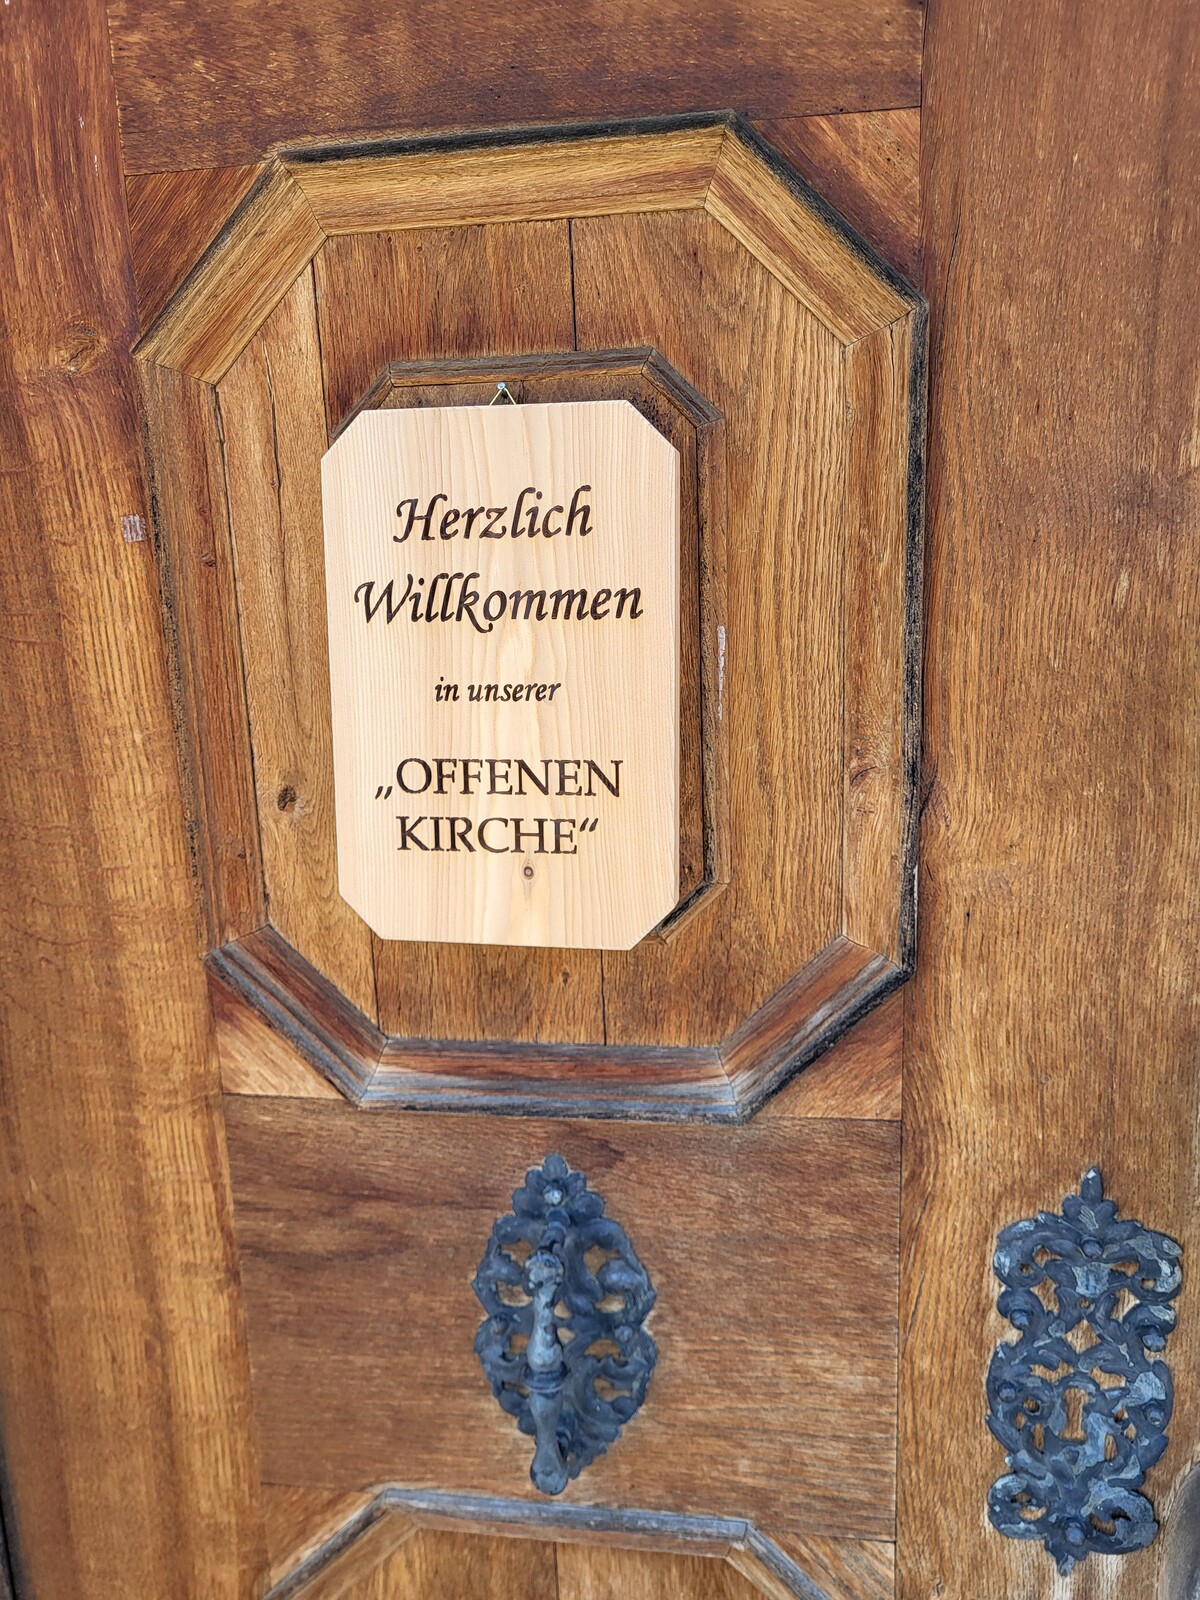 Herzlich
Willkommen
in unserer
„OFFENEN
KIRCHE“